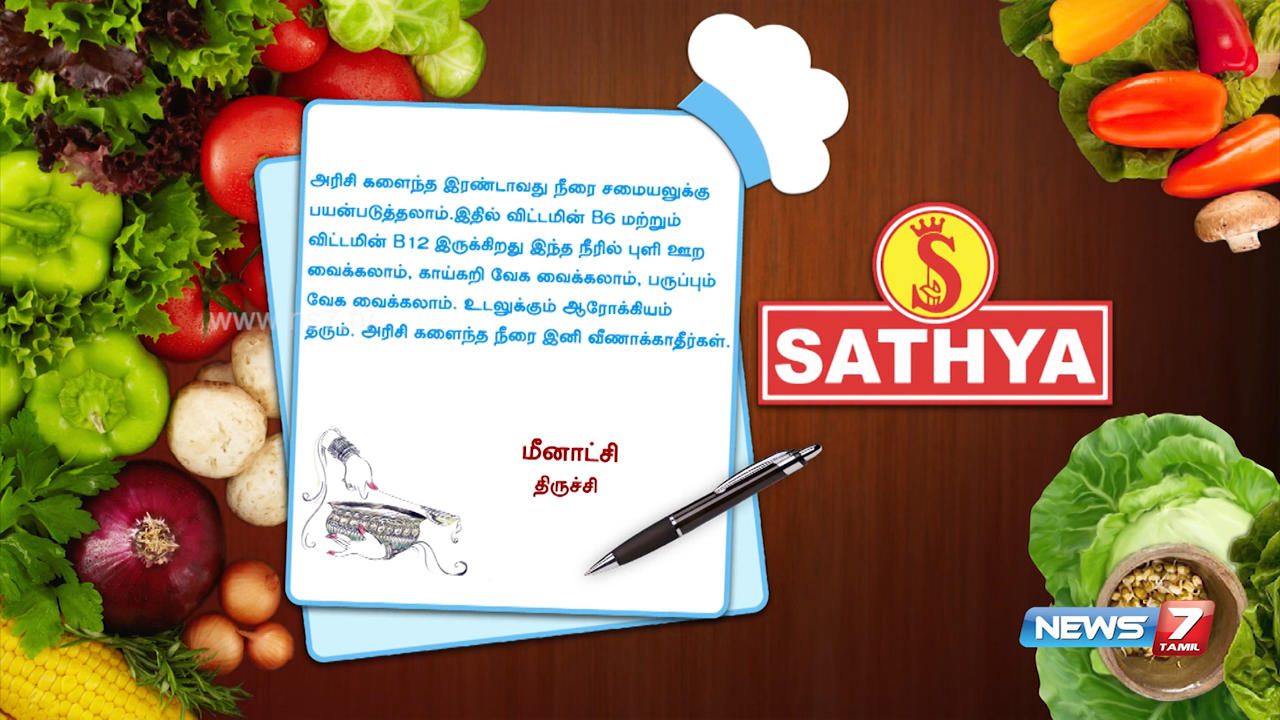 அரிசி களைந்த இரண்டாவது நீரை சமையலுக்கு
பயன்படுத்தலாம்.இதில் விட்டமின் B6 மற்றும்
விட்டமின் B12 இருக்கிறது இந்த நீரில் புளி ஊற
வைக்கலாம், காய்கறி வேக வைக்கலாம், பருப்பும்
வேக வைக்கலாம். உடலுக்கும் ஆரோக்கியம்
தரும். அரிசி களைந்த நீரை இனி வீணாக்காதீர்கள்.
மீனாட்சி
திருச்சி
S
SATHYA
NEWS 7
TAMIL